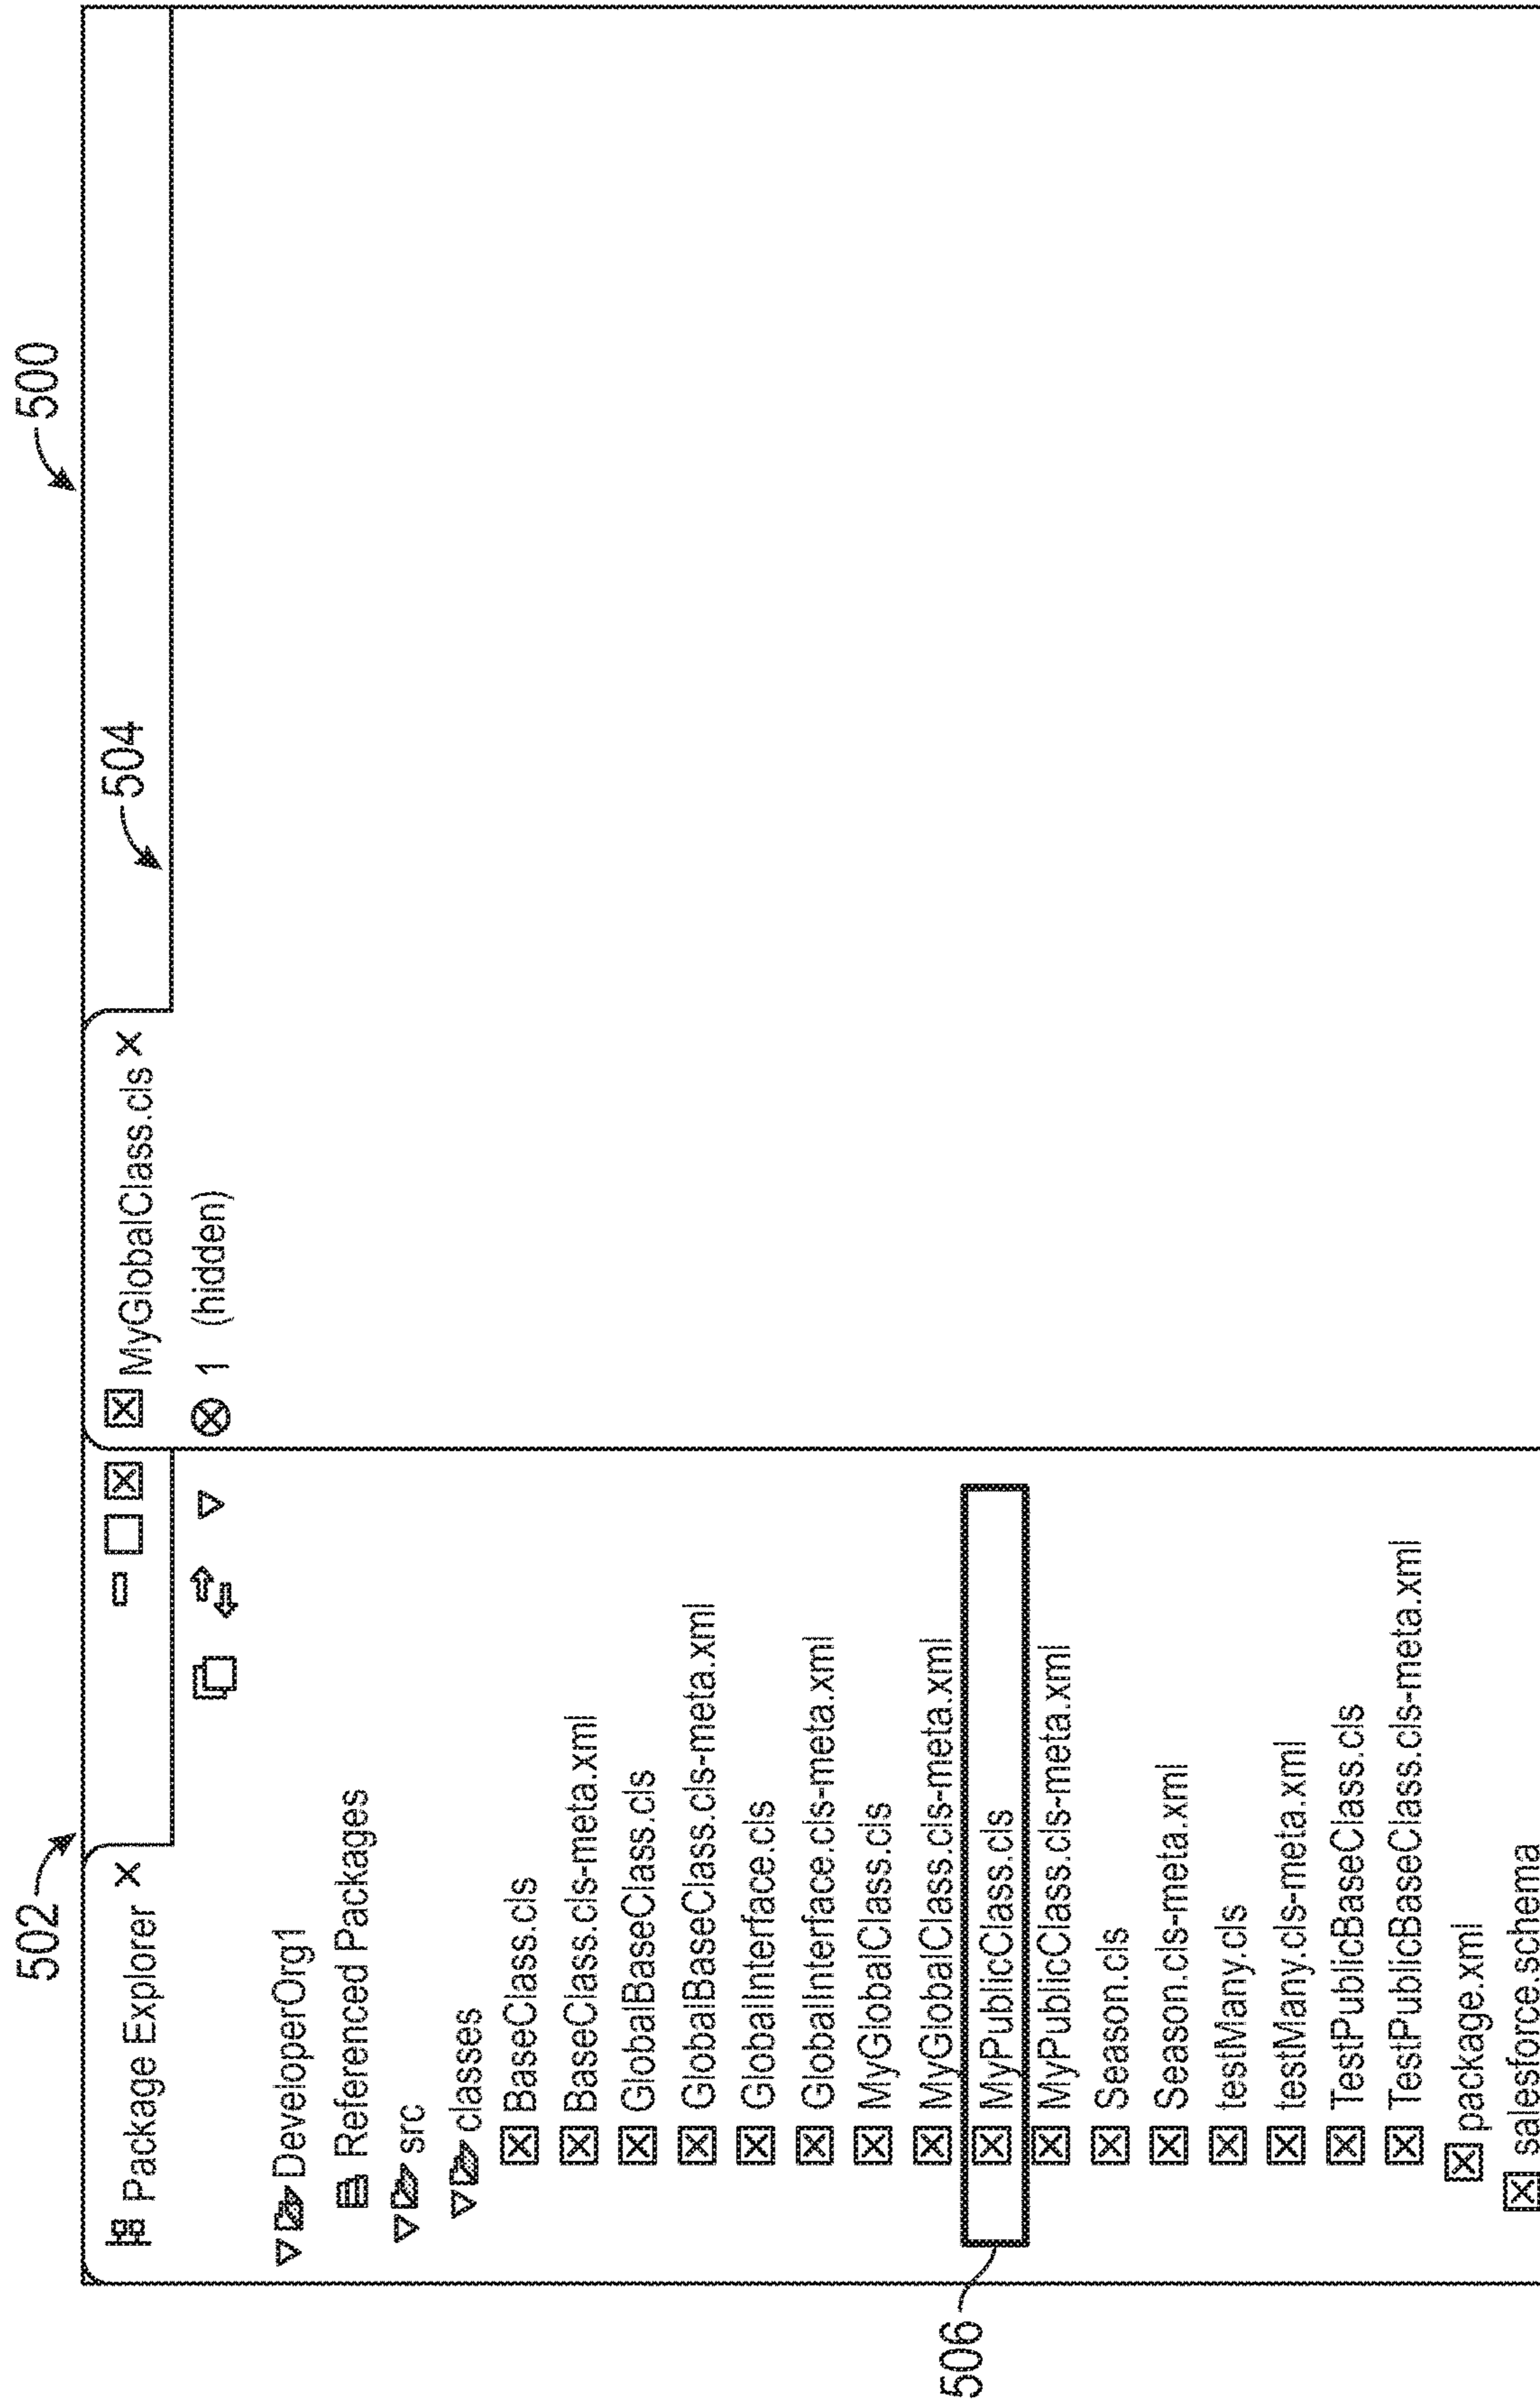 500
502
504
Package Explorer X
MyGlobalClass.cls X
1 (hidden)
DeveloperOrg1
Referenced Packages
src
classes
BaseClass.cls
BaseClass.cls-meta.xml
GlobalBaseClass.cls
GlobalBaseClass.cls-meta.xml
GlobalInterface.cls
GlobalInterface.cls-meta.xml
MyGlobalClass.cls
MyGlobalClass.cls-meta.xml
506
MyPublicClass.cls
MyPublicClass.cls-meta.xml
Season.cls
Season.cls-meta.xml
testMany.cls
testMany.cls-meta.xml
TestPublicBaseClass.cls
TestPublicBaseClass.cls-meta.xml
package.xml
salesforce.schema